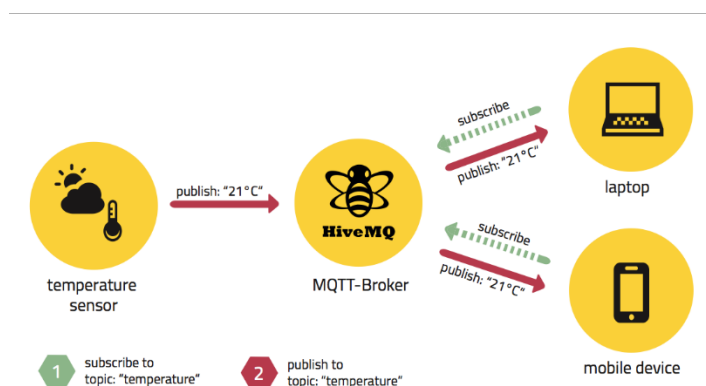 subscribe
publish: "21°C"
laptop
publish: "21°C"
HiveMQ
temperature
sensor
MQTT-Broker
subscribe
publish: "21°C"
mobile device
1
subscribe to
topic: "temperature"
2
publish to
topic: "temperature"